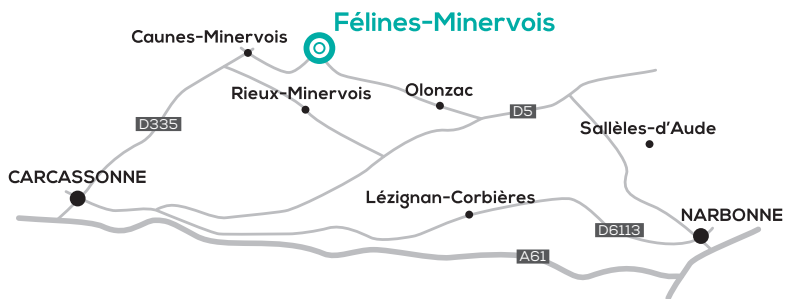 Félines-Minervois
Caunes-Minervois
Rieux-Minervois
Olonzac
D5
D335
Sallèles-d'Aude
CARCASSONNE
Lézignan-Corbières
NARBONNE
D6113
A61